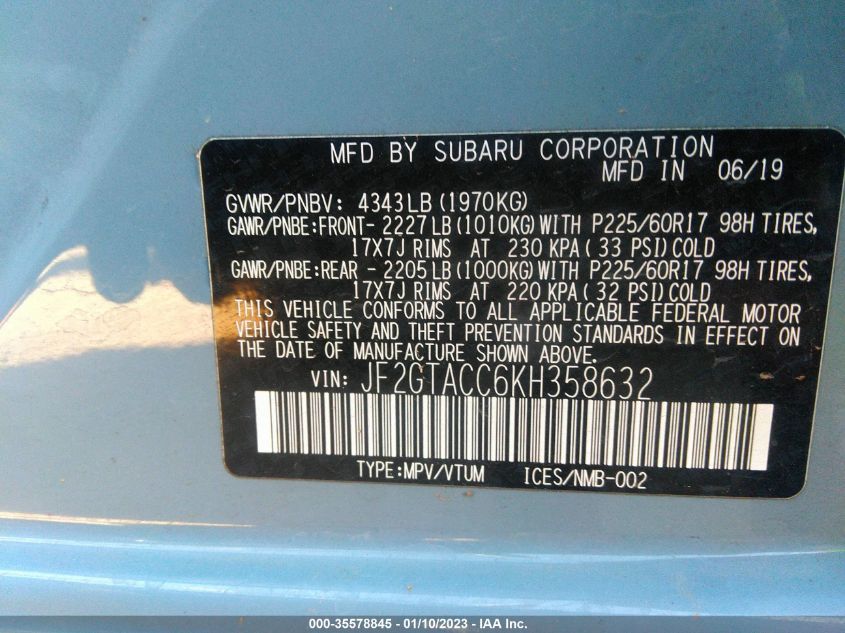 MFD BY SUBARU CORPORATION
MFD IN 06/19
GVWR/PNBV: 4343LB (1970KG)
GAWR/PNBE:FRONT- 2227 LB (1010KG) WITH P225/60R17 98H TIRES,
17X7J RIMS AT 230 KPA ( 33 PSI) COLD
GAWR/PNBE:REAR - 2205 LB (1000KG) WITH P225/60R17 98H TIRES,
17X7J RIMS AT 220 KPA ( 32 PSI) COLD
THIS VEHICLE CONFORMS TO ALL APPLICABLE FEDERAL MOTOR
VEHICLE SAFETY AND THEFT PREVENTION STANDARDS IN EFFECT ON
THE DATE OF MANUFACTURE SHOWN ABOVE.
VIN: JF2GTACC6KH358632
TYPE:MPV/VTUM ICES/NMB-002
000-35578845 - 01/10/2023 - IAA Inc.